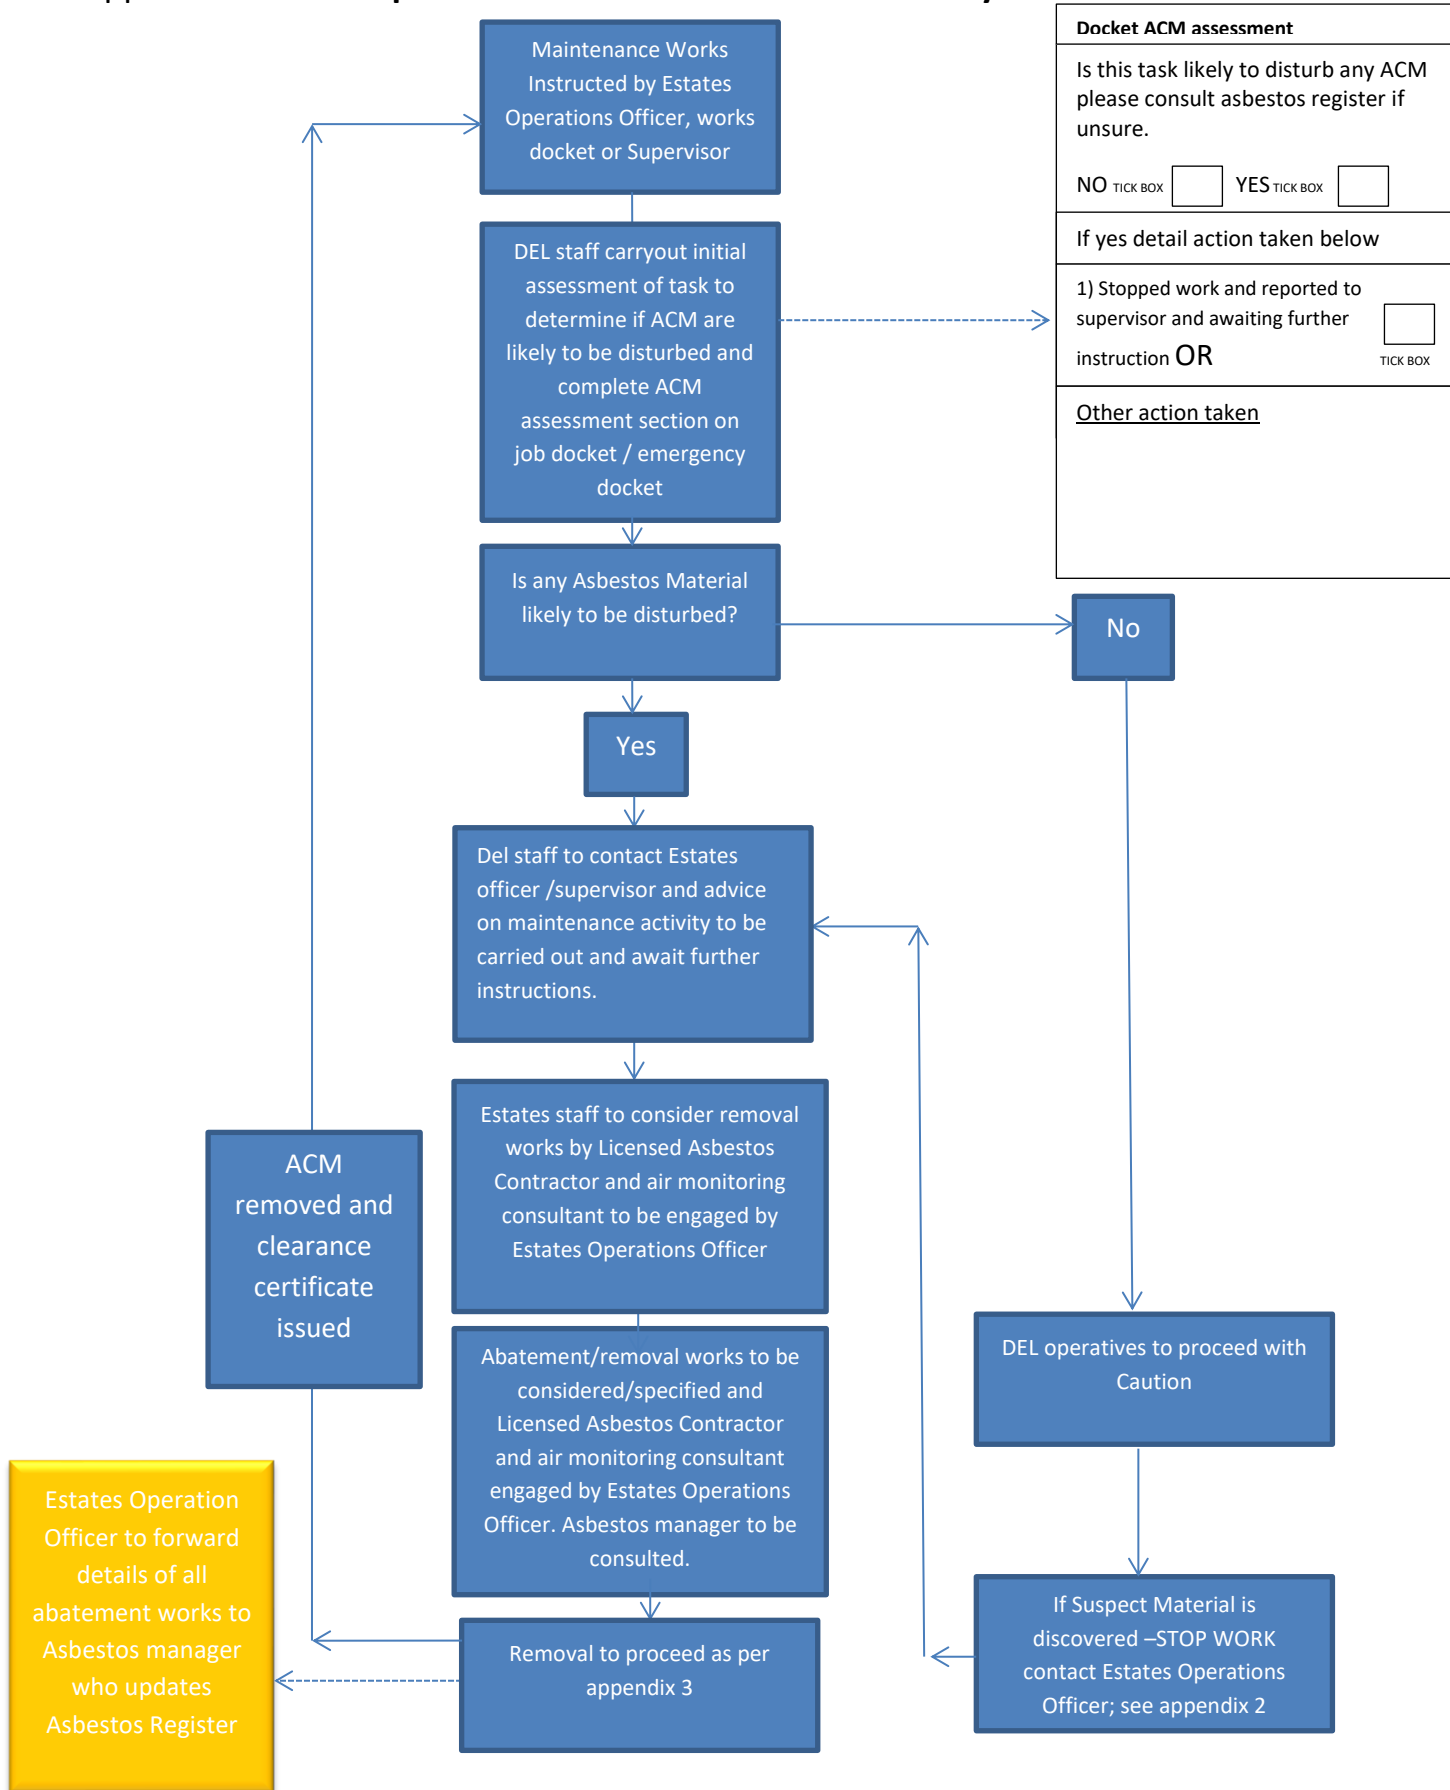 Maintenance Works
Instructed by Estates
Operations Officer, works
docket or Supervisor
Docket ACM assessment
Is this task likely to disturb any ACM
please consult asbestos register if
unsure.
NO TICK BOX YES TICK BOX
If yes detail action taken below
1) Stopped work and reported to
supervisor and awaiting further
instruction OR
TICK BOX
Other action taken
DEL staff carryout initial
assessment of task to
determine if ACM are
likely to be disturbed and
complete ACM
assessment section on
job docket / emergency
docket
Is any Asbestos Material
likely to be disturbed?
No
Yes
Del staff to contact Estates
officer /supervisor and advice
on maintenance activity to be
carried out and await further
instructions.
Estates staff to consider removal
works by Licensed Asbestos
Contractor and air monitoring
consultant to be engaged by
Estates Operations Officer
ACM
removed and
clearance
certificate
issued
Abatement/removal works to be
considered/specified and
Licensed Asbestos Contractor
and air monitoring consultant
engaged by Estates Operations
Officer. Asbestos manager to be
consulted.
DEL operatives to proceed with
Caution
Estates Operation
Officer to forward
details of all
abatement works to
Asbestos manager
who updates
Asbestos Register
Removal to proceed as per
appendix 3
If Suspect Material is
discovered –STOP WORK
contact Estates Operations
Officer; see appendix 2